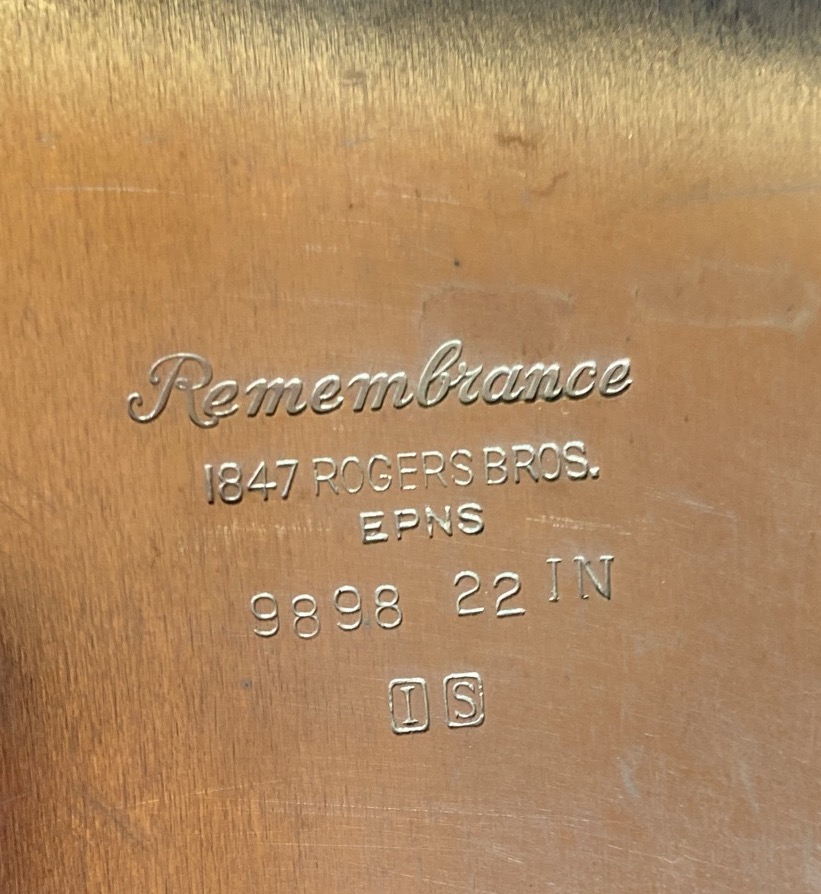 Remembrance
1847 ROGERS BROS.
EPNS
9898 22 IN
I S